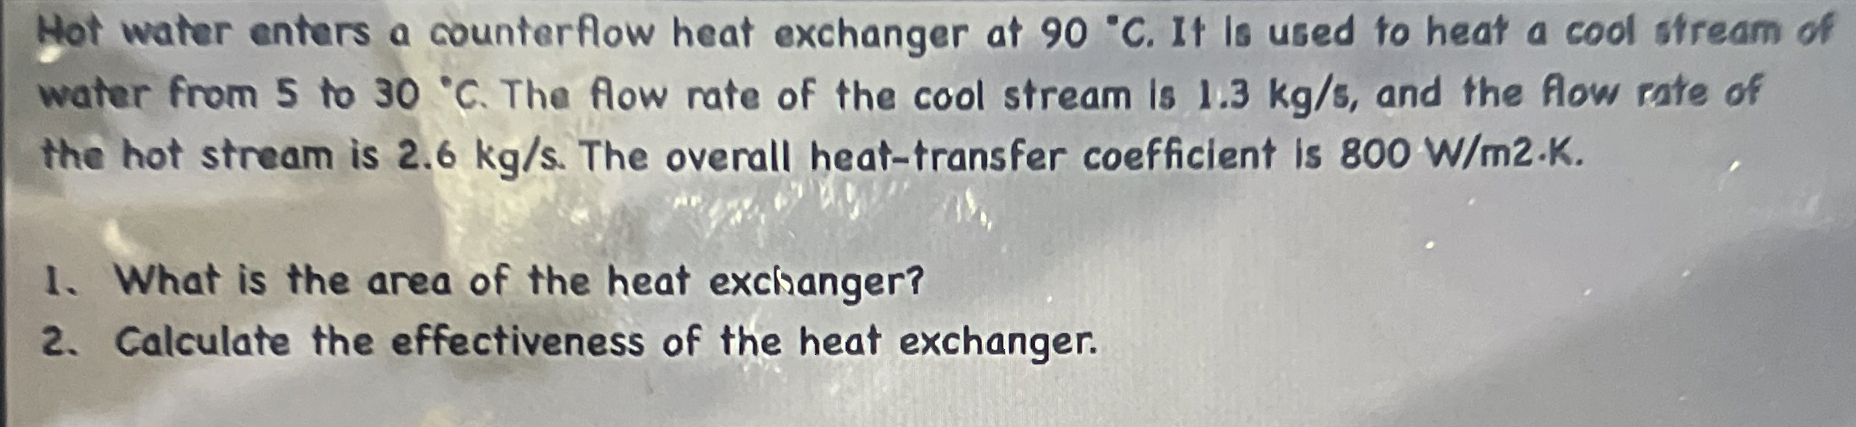 Hot water enters a counterflow heat exchanger at 90 °C. It is used to heat a cool stream of
water from 5 to 30 °C. The flow rate of the cool stream is 1.3 kg/s, and the flow rate of
the hot stream is 2.6 kg/s. The overall heat-transfer coefficient is 800 W/m2·K.
1. What is the area of the heat exchanger?
2. Calculate the effectiveness of the heat exchanger.